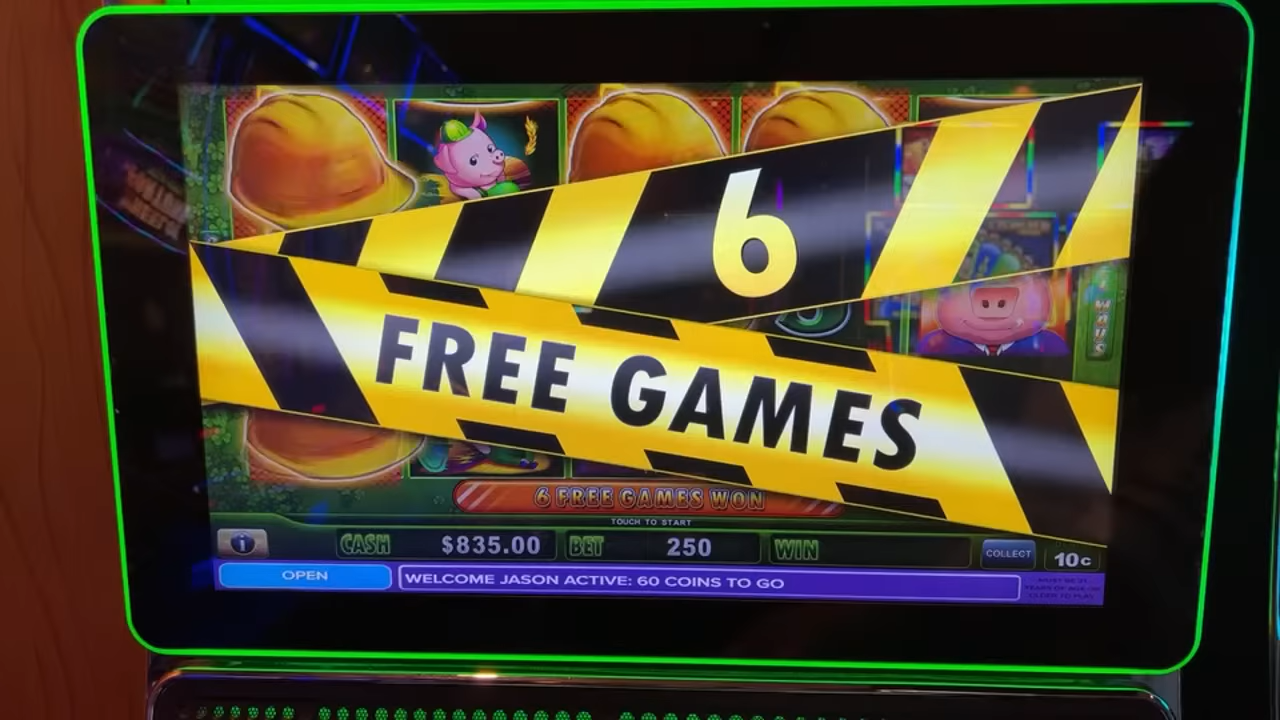 6
FREE GAMES
6 FREE GAMES WON
TOUCH TO START
CASH $835.00 BET 250 WIN COLLECT 10¢
OPEN WELCOME JASON ACTIVE: 60 COINS TO GO